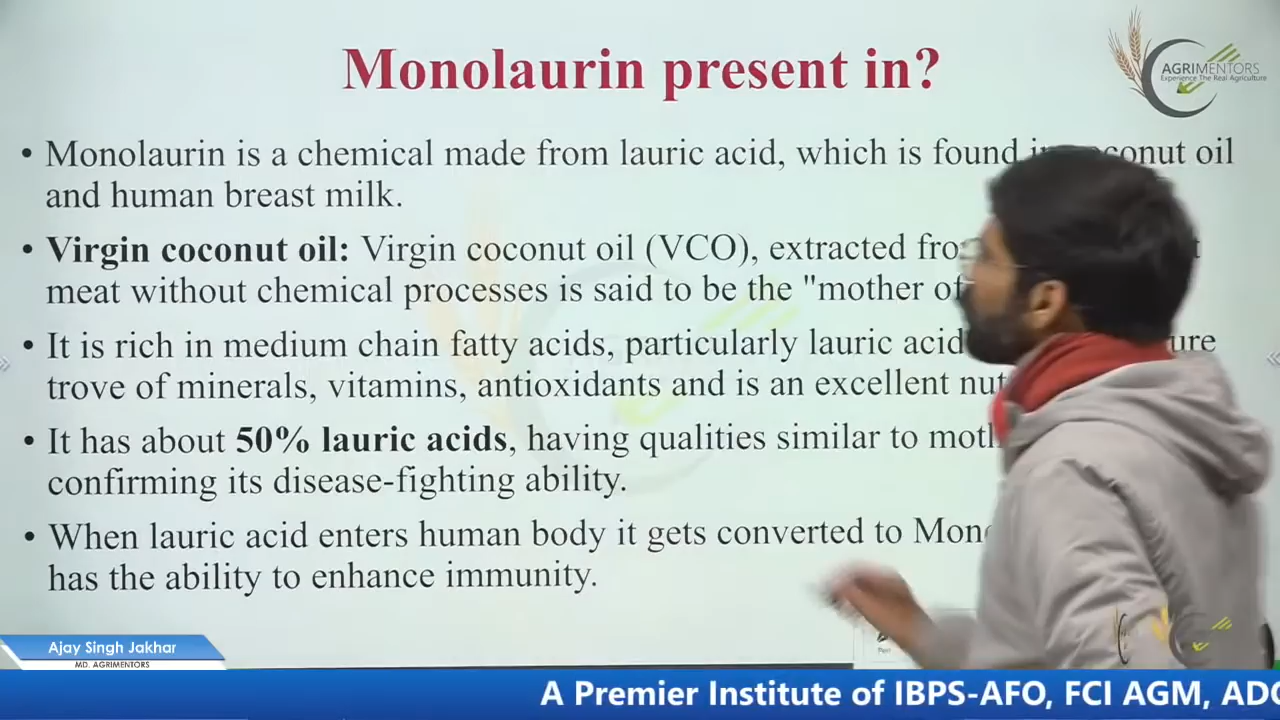 Monolaurin present in?
AGRIMENTORS
Experience The Real Agriculture
• Monolaurin is a chemical made from lauric acid, which is found in coconut oil
and human breast milk.
• Virgin coconut oil: Virgin coconut oil (VCO), extracted
meat without chemical processes is said to be the "mother of
• It is rich in medium chain fatty acids, particularly lauric acid
trove of minerals, vitamins, antioxidants and is an excellent
• It has about 50% lauric acids, having qualities similar to
confirming its disease-fighting ability.
• When lauric acid enters human body it gets converted to
has the ability to enhance immunity.
Ajay Singh Jakhar
MD. AGRIMENTORS
A Premier Institute of IBPS-AFO, FCI AGM,